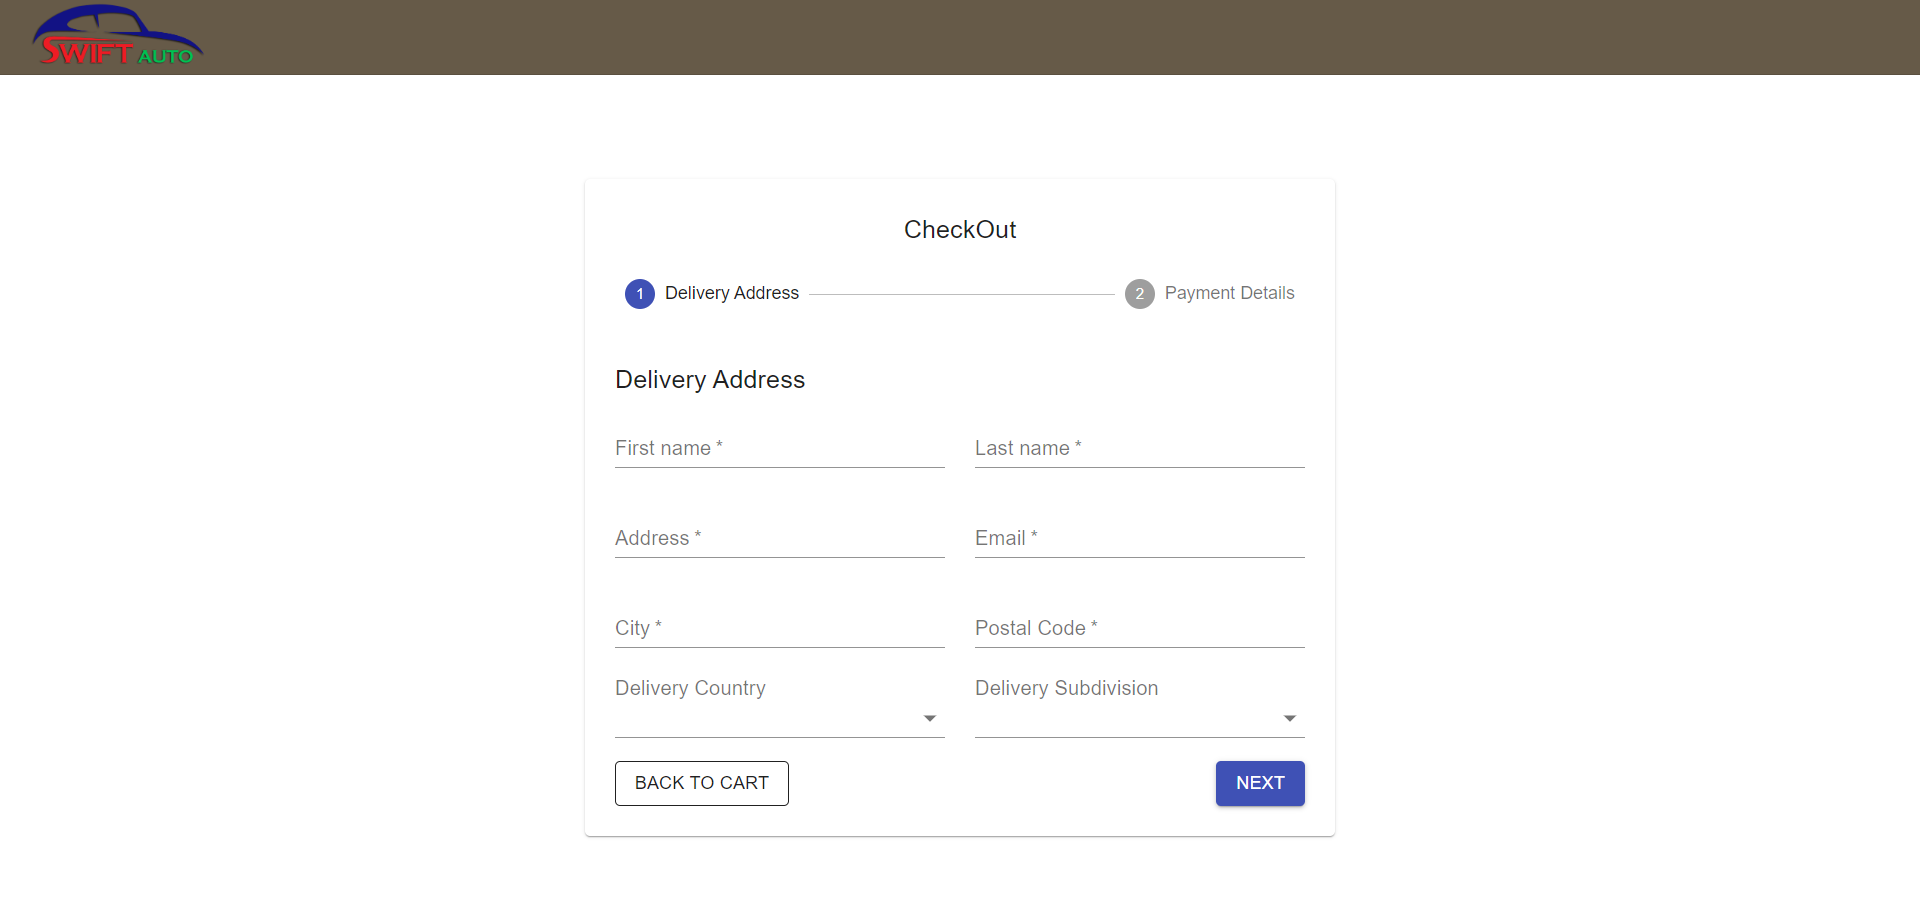 SWIFT AUTO
CheckOut
1 Delivery Address 2 Payment Details
Delivery Address
First name * Last name *
Address * Email *
City * Postal Code *
Delivery Country Delivery Subdivision
BACK TO CART NEXT